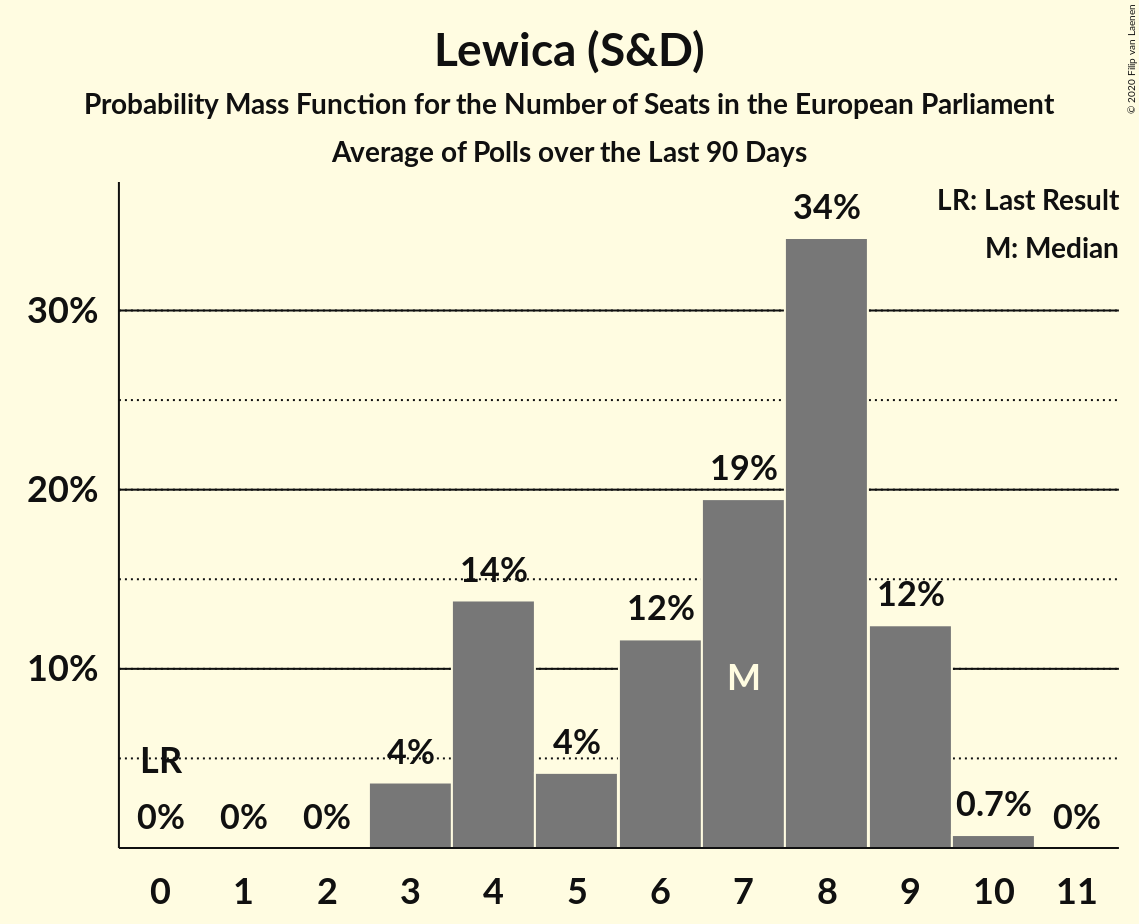 Lewica (S&D)
Probability Mass Function for the Number of Seats in the European Parliament
Average of Polls over the Last 90 Days
© 2020 Filip van Laenen
LR: Last Result
M: Median
34%
30%
20%
19%
14%
12%
12%
10%
M
LR
4%
4%
0%
0%
0%
0.7%
0%
0 1 2 3 4 5 6 7 8 9 10 11